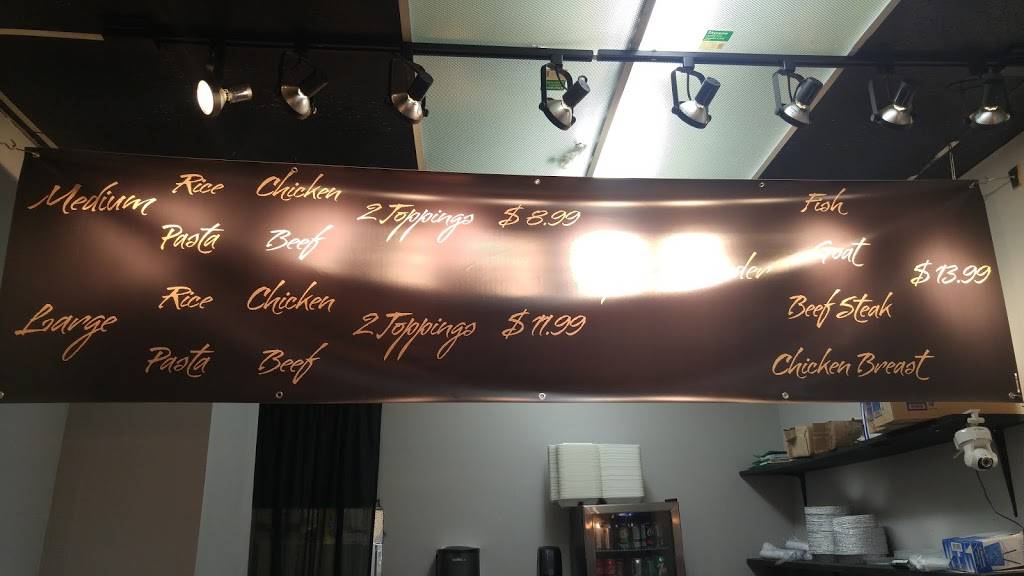 Medium Rice Chicken 2 Toppings $ 8.99
Pasta Beef
Large Rice Chicken 2 Toppings $ 11.99
Pasta Beef
Fish
Goat
$ 13.99
Beef Steak
Chicken Breast